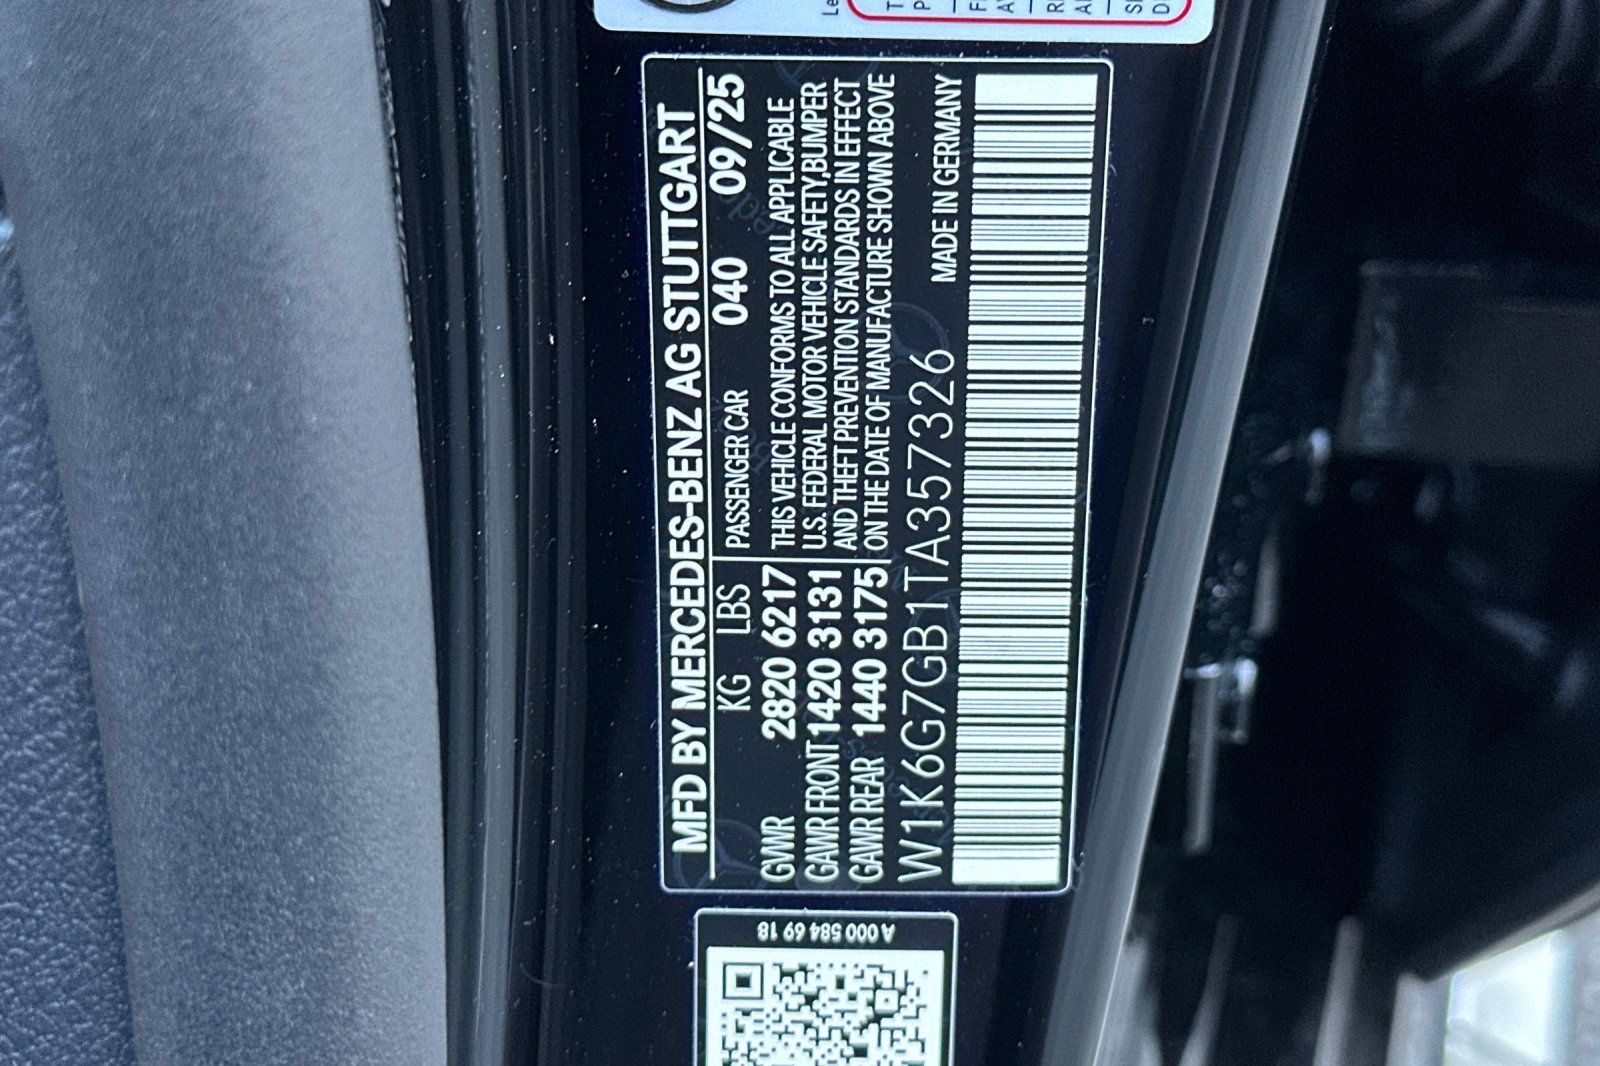 MFD BY MERCEDES-BENZ AG STUTTGART
KG LBS PASSENGER CAR 040 09/25
GVWR 2820 6217
GAWR FRONT 1420 3131
GAWR REAR 1440 3175
THIS VEHICLE CONFORMS TO ALL APPLICABLE
U.S. FEDERAL MOTOR VEHICLE SAFETY,BUMPER
AND THEFT PREVENTION STANDARDS IN EFFECT
ON THE DATE OF MANUFACTURE SHOWN ABOVE
W1K6G7GB1TA357326 MADE IN GERMANY
A 000 584 69 18